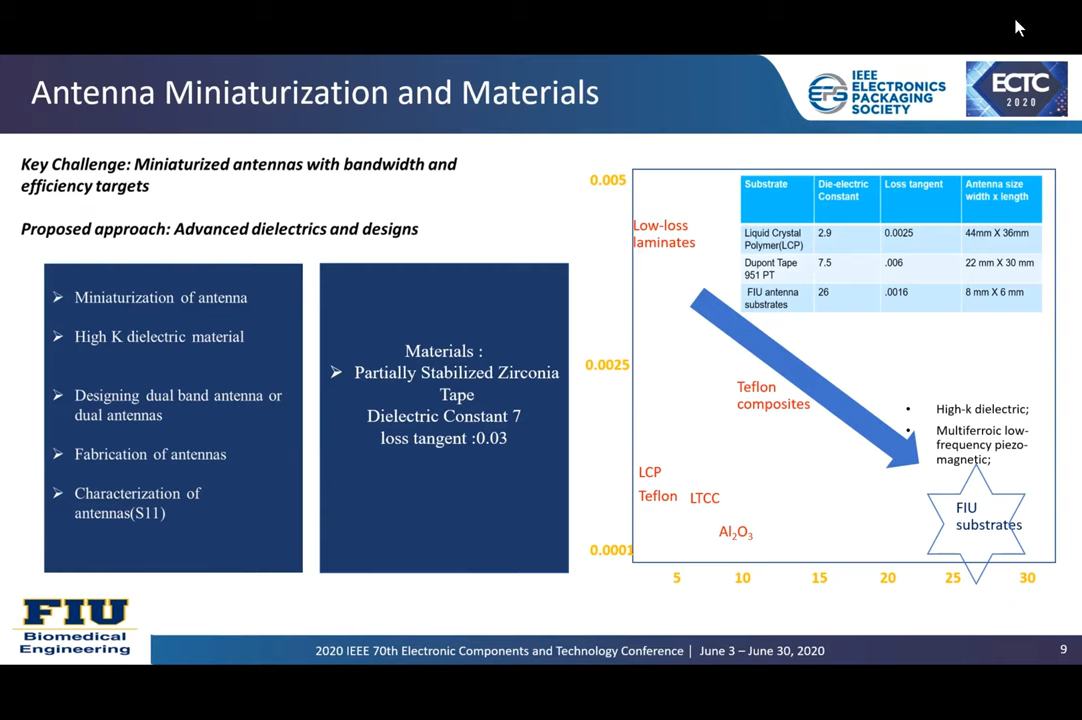 Antenna Miniaturization and Materials
EPS
IEEE
ELECTRONICS
PACKAGING
SOCIETY
ECTC
2020
Key Challenge: Miniaturized antennas with bandwidth and
efficiency targets
Proposed approach: Advanced dielectrics and designs
➢ Miniaturization of antenna
➢ High K dielectric material
➢ Designing dual band antenna or
dual antennas
➢ Fabrication of antennas
➢ Characterization of
antennas(S11)
Materials :
➢ Partially Stabilized Zirconia
Tape
Dielectric Constant 7
loss tangent :0.03
0.005
0.0025
0.0001
Low-loss
laminates
Substrate Die-electric Constant Loss tangent Antenna size width x length
Liquid Crystal Polymer(LCP) 2.9 0.0025 44mm X 36mm
Dupont Tape 951 PT 7.5 .006 22 mm X 30 mm
FIU antenna substrates 26 .0016 8 mm X 6 mm
Teflon
composites
• High-k dielectric;
• Multiferroic low-
frequency piezo-
magnetic;
LCP
Teflon
LTCC
Al₂O₃
FIU
substrates
5 10 15 20 25 30
FIU
Biomedical
Engineering
2020 IEEE 70th Electronic Components and Technology Conference | June 3 – June 30, 2020
9